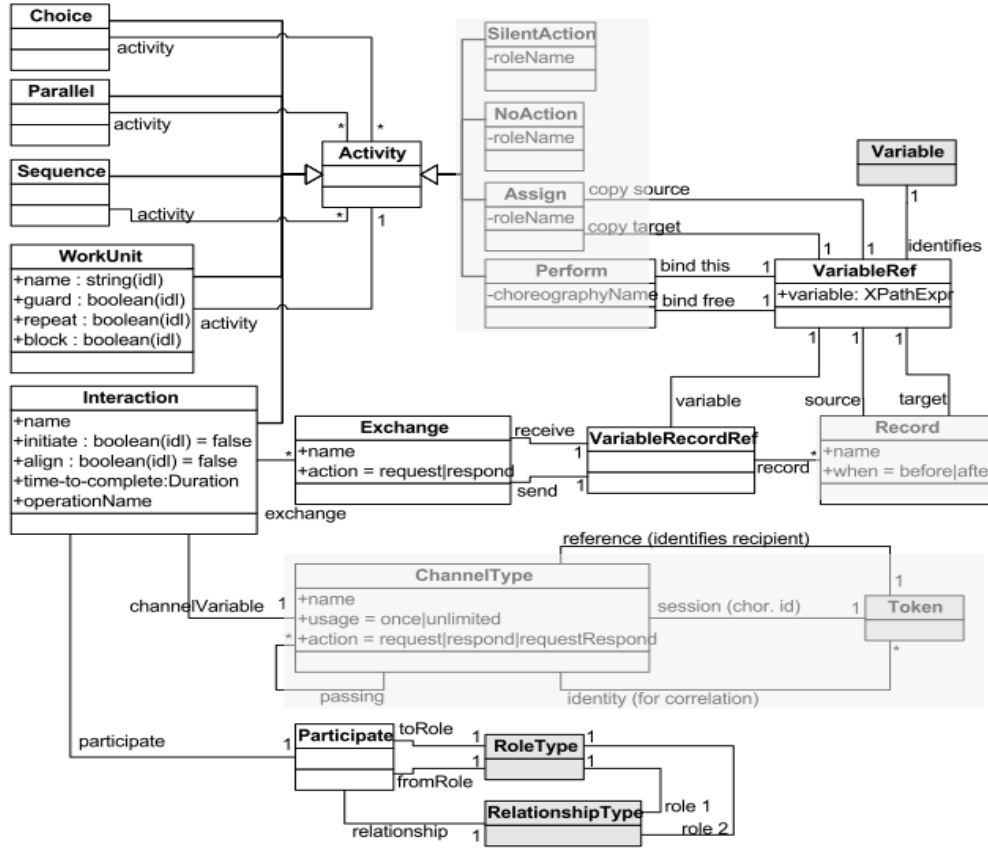 Choice
activity
Parallel
activity
*
*
Sequence
activity
*
1
Activity
WorkUnit
+name : string(idl)
+guard : boolean(idl)
+repeat : boolean(idl)
+block : boolean(idl)
activity
SilentAction
-roleName
NoAction
-roleName
Assign
-roleName
copy source
copy target
Perform
-choreographyName
bind this
bind free
1
1
1
1
Variable
1
identifies
VariableRef
+variable: XPathExpr
1
1
1
variable
source
target
Interaction
+name
+initiate : boolean(idl) = false
+align : boolean(idl) = false
+time-to-complete:Duration
+operationName
*
exchange
Exchange
+name
+action = request|respond
receive
1
send
1
VariableRecordRef
record
*
Record
+name
+when = before|afte
reference (identifies recipient)
channelVariable
1
ChannelType
+name
+usage = once|unlimited
+action = request|respond|requestRespond
*
passing
session (chor. id)
1
1
Token
*
identity (for correlation)
participate
1
Participate
toRole
1
fromRole
1
RoleType
1
1
relationship
1
RelationshipType
role 1
role 2